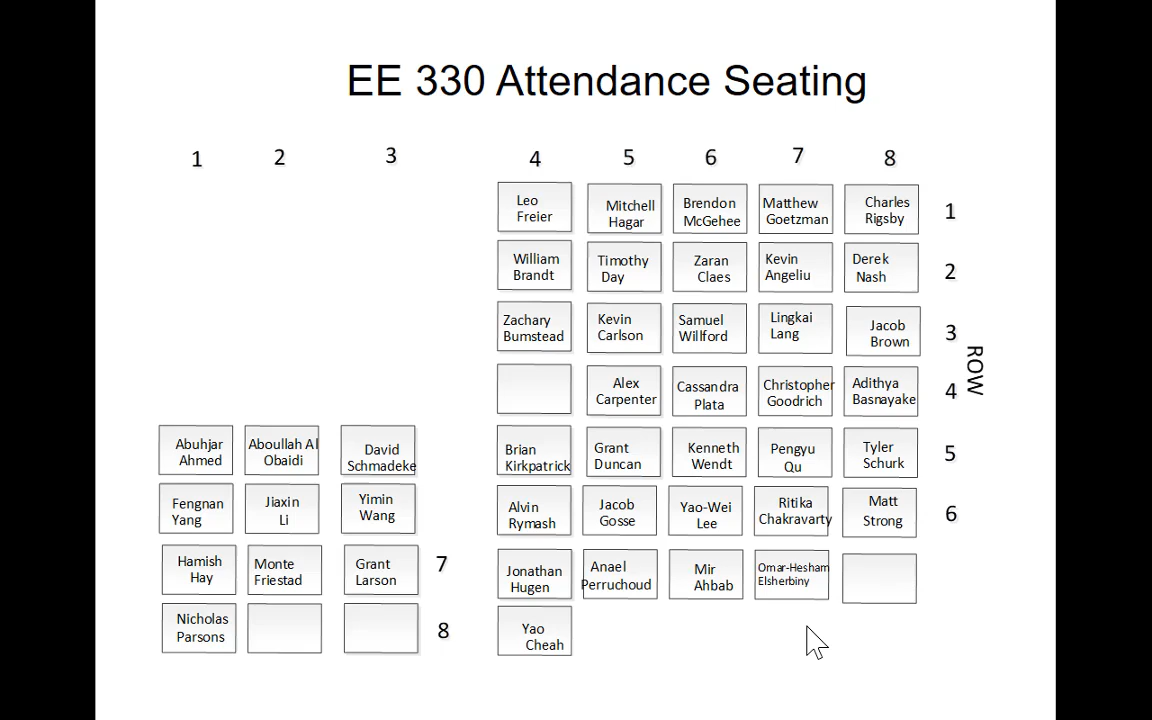 EE 330 Attendance Seating
1 2 3 4 5 6 7 8
Leo Freier
Mitchell Hagar
Brendon McGehee
Matthew Goetzman
Charles Rigsby
1
William Brandt
Timothy Day
Zaran Claes
Kevin Angeliu
Derek Nash
2
Zachary Bumstead
Kevin Carlson
Samuel Willford
Lingkai Lang
Jacob Brown
3
ROW
Alex Carpenter
Cassandra Plata
Christopher Goodrich
Adithya Basnayake
4
Abuhjar Ahmed
Aboullah Al Obaidi
David Schmadeke
Brian Kirkpatrick
Grant Duncan
Kenneth Wendt
Pengyu Qu
Tyler Schurk
5
Fengnan Yang
Jiaxin Li
Yimin Wang
Alvin Rymash
Jacob Gosse
Yao-Wei Lee
Ritika Chakravarty
Matt Strong
6
Hamish Hay
Monte Friestad
Grant Larson
7
Jonathan Hugen
Anael Perruchoud
Mir Ahbab
Omar-Hesham Elsherbiny
Nicholas Parsons
8
Yao Cheah